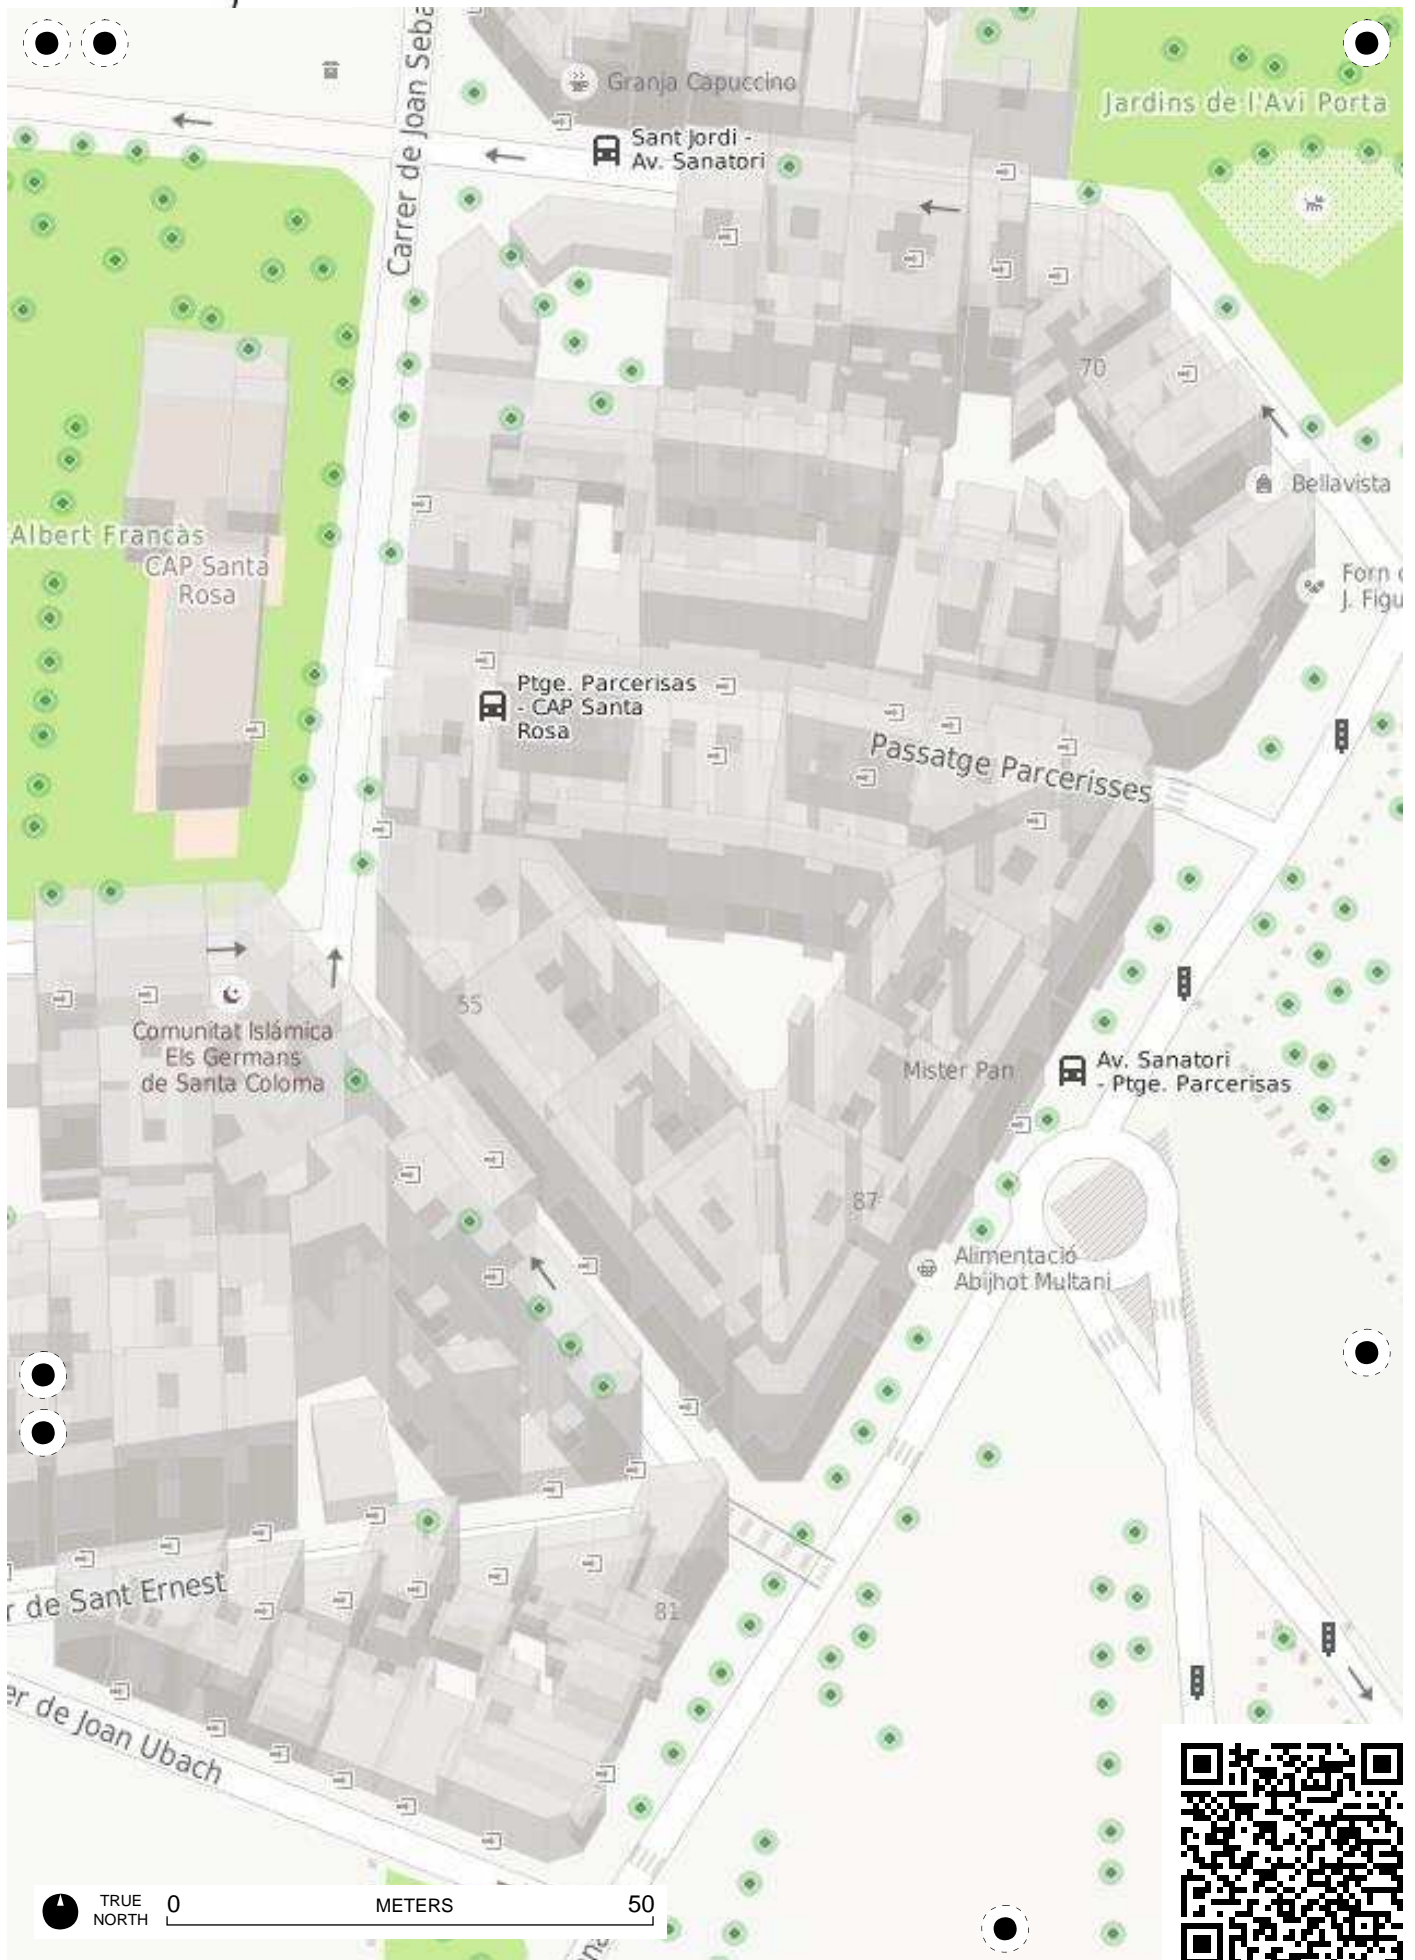 Carrer de Joan Seba
Granja Capuccino
Sant Jordi -
Av. Sanatori
Jardins de l'Avi Porta
70
Bellavista
Albert Francàs
CAP Santa
Rosa
Forn
J. Figu
Ptge. Parcerisas
- CAP Santa
Rosa
Passatge Parcerisses
55
Comunitat Islámica
Els Germans
de Santa Coloma
Mister Pan
Av. Sanatori
- Ptge. Parcerisas
87
Alimentació
Abijhot Multani
r de Sant Ernest
81
er de Joan Ubach
TRUE
NORTH
0 METERS 50